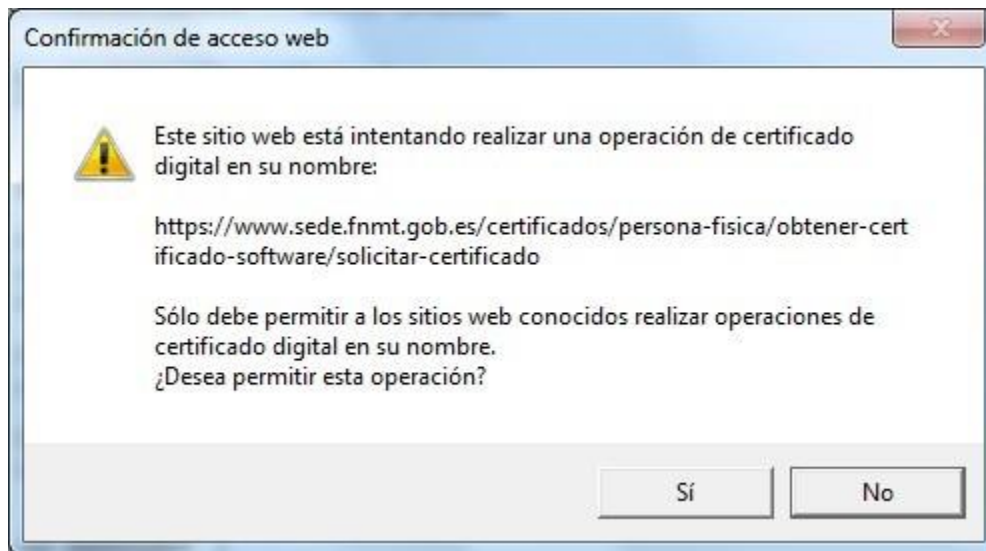 Confirmación de acceso web
Este sitio web está intentando realizar una operación de certificado
digital en su nombre:
https://www.sede.fnmt.gob.es/certificados/persona-fisica/obtener-cert
ificado-software/solicitar-certificado
Sólo debe permitir a los sitios web conocidos realizar operaciones de
certificado digital en su nombre.
¿Desea permitir esta operación?
Sí
No